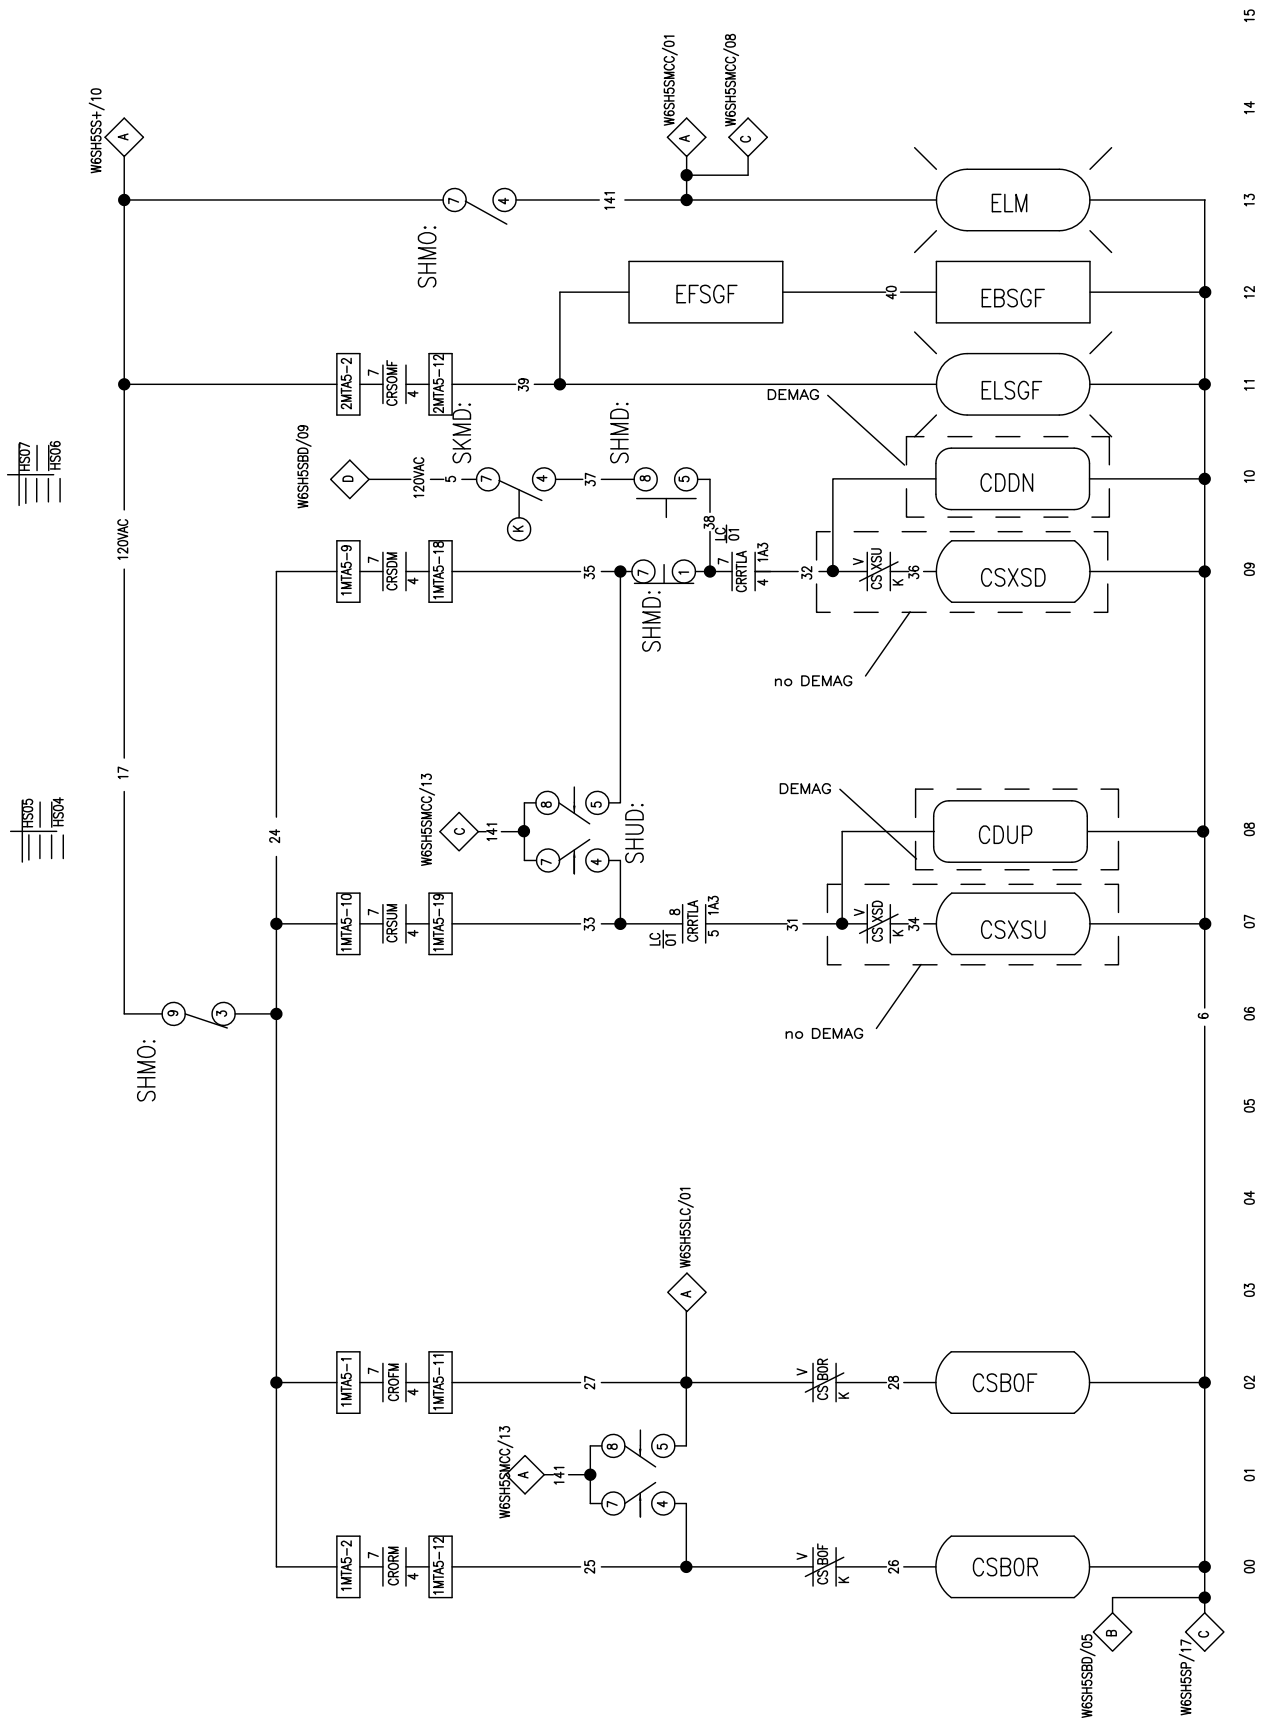 15
14
13
12
11
10
09
08
07
06
05
04
03
02
01
00
HS07
HS06
HS05
HS04
W6SH5SS+/10
A
120VAC
17
SHMO:
7
4
141
W6SH5SMCC/01
A
W6SH5SMCC/08
C
ELM
EFSGF
40
EBSGF
2MTA5-2
7
CRSOMF
4
2MTA5-12
39
ELSGF
W6SH5SBD/09
D
120VAC
5
SKMD:
7
4
K
37
SHMD:
8
5
38
DEMAG
CDDN
1MTA5-9
7
CRSDM
4
1MTA5-18
35
SHMD:
7
1
LC
01
7
CRRTLA
4
1A3
32
V
CSXSU
K
36
CSXSD
no DEMAG
24
W6SH5SMCC/13
C
141
8
5
7
4
SHUD:
DEMAG
CDUP
1MTA5-10
7
CRSUM
4
1MTA5-19
33
LC
01
8
CRRTLA
5
1A3
31
V
CSXSD
K
34
CSXSU
no DEMAG
SHMO:
9
3
6
W6SH5SLC/01
A
1MTA5-1
7
CROFM
4
1MTA5-11
27
V
CSBOR
K
28
CSBOF
W6SH5SMCC/13
A
141
8
5
7
4
1MTA5-2
7
CRORM
4
1MTA5-12
25
V
CSBOF
K
26
CSBOR
W6SH5SBD/05
B
W6SH5SP/17
C